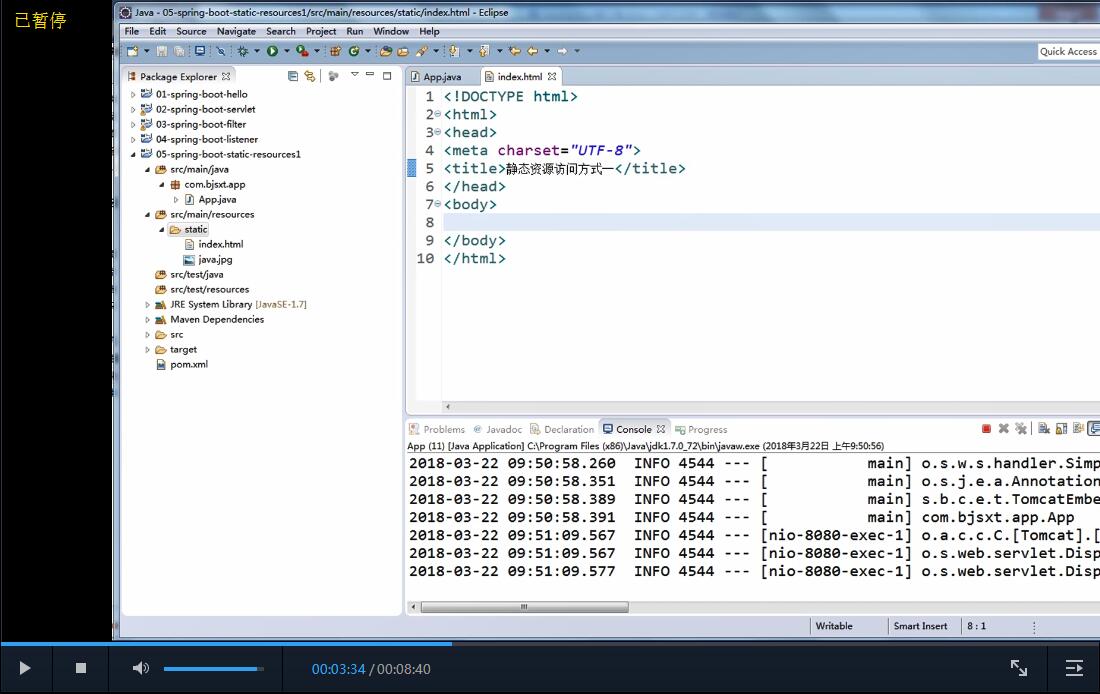 已暂停
Java - 05-spring-boot-static-resources1/src/main/resources/static/index.html - Eclipse
File Edit Source Navigate Search Project Run Window Help
Quick Access
Package Explorer
01-spring-boot-hello
02-spring-boot-servlet
03-spring-boot-filter
04-spring-boot-listener
05-spring-boot-static-resources1
src/main/java
com.bjsxt.app
App.java
src/main/resources
static
index.html
java.jpg
src/test/java
src/test/resources
JRE System Library [JavaSE-1.7]
Maven Dependencies
src
target
pom.xml
App.java index.html
1 <!DOCTYPE html>
2 <html>
3 <head>
4 <meta charset="UTF-8">
5 <title>静态资源访问方式一</title>
6 </head>
7 <body>
8
9 </body>
10 </html>
Problems Javadoc Declaration Console Progress
App (11) [Java Application] C:\Program Files (x86)\Java\jdk1.7.0_72\bin\javaw.exe (2018年3月22日 上午9:50:56)
2018-03-22 09:50:58.260 INFO 4544 --- [ main] o.s.w.s.handler.Simp
2018-03-22 09:50:58.351 INFO 4544 --- [ main] o.s.j.e.a.Annotation
2018-03-22 09:50:58.389 INFO 4544 --- [ main] s.b.c.e.t.TomcatEmbe
2018-03-22 09:50:58.391 INFO 4544 --- [ main] com.bjsxt.app.App
2018-03-22 09:51:09.567 INFO 4544 --- [nio-8080-exec-1] o.a.c.c.C.[Tomcat].[
2018-03-22 09:51:09.567 INFO 4544 --- [nio-8080-exec-1] o.s.web.servlet.Disp
2018-03-22 09:51:09.577 INFO 4544 --- [nio-8080-exec-1] o.s.web.servlet.Disp
Writable Smart Insert 8 : 1
00:03:34 / 00:08:40